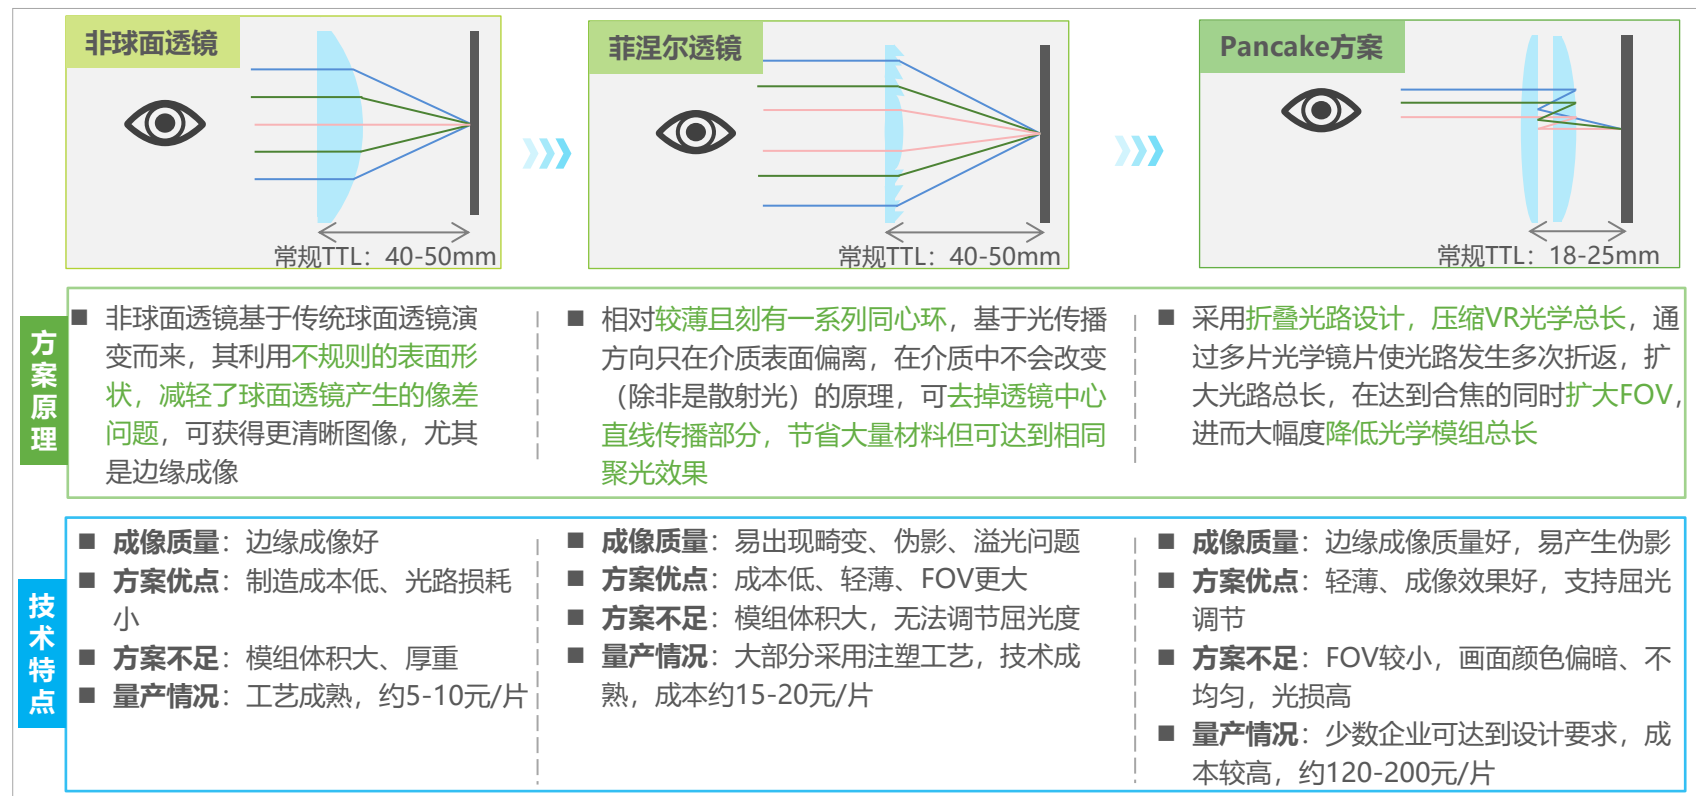 非球面透镜
常规TTL：40-50mm
菲涅尔透镜
常规TTL：40-50mm
Pancake方案
常规TTL：18-25mm
方案原理
■ 非球面透镜基于传统球面透镜演
变而来，其利用不规则的表面形
状，减轻了球面透镜产生的像差
问题，可获得更清晰图像，尤其
是边缘成像
■ 相对较薄且刻有一系列同心环，基于光传播
方向只在介质表面偏离，在介质中不会改变
（除非是散射光）的原理，可去掉透镜中心
直线传播部分，节省大量材料但可达到相同
聚光效果
■ 采用折叠光路设计，压缩VR光学总长，通
过多片光学镜片使光路发生多次折返，扩
大光路总长，在达到合焦的同时扩大FOV，
进而大幅度降低光学模组总长
技术特点
■ 成像质量：边缘成像好
■ 方案优点：制造成本低、光路损耗
小
■ 方案不足：模组体积大、厚重
■ 量产情况：工艺成熟，约5-10元/片
■ 成像质量：易出现畸变、伪影、溢光问题
■ 方案优点：成本低、轻薄、FOV更大
■ 方案不足：模组体积大，无法调节屈光度
■ 量产情况：大部分采用注塑工艺，技术成
熟，成本约15-20元/片
■ 成像质量：边缘成像质量好，易产生伪影
■ 方案优点：轻薄、成像效果好，支持屈光
调节
■ 方案不足：FOV较小，画面颜色偏暗、不
均匀，光损高
■ 量产情况：少数企业可达到设计要求，成
本较高，约120-200元/片